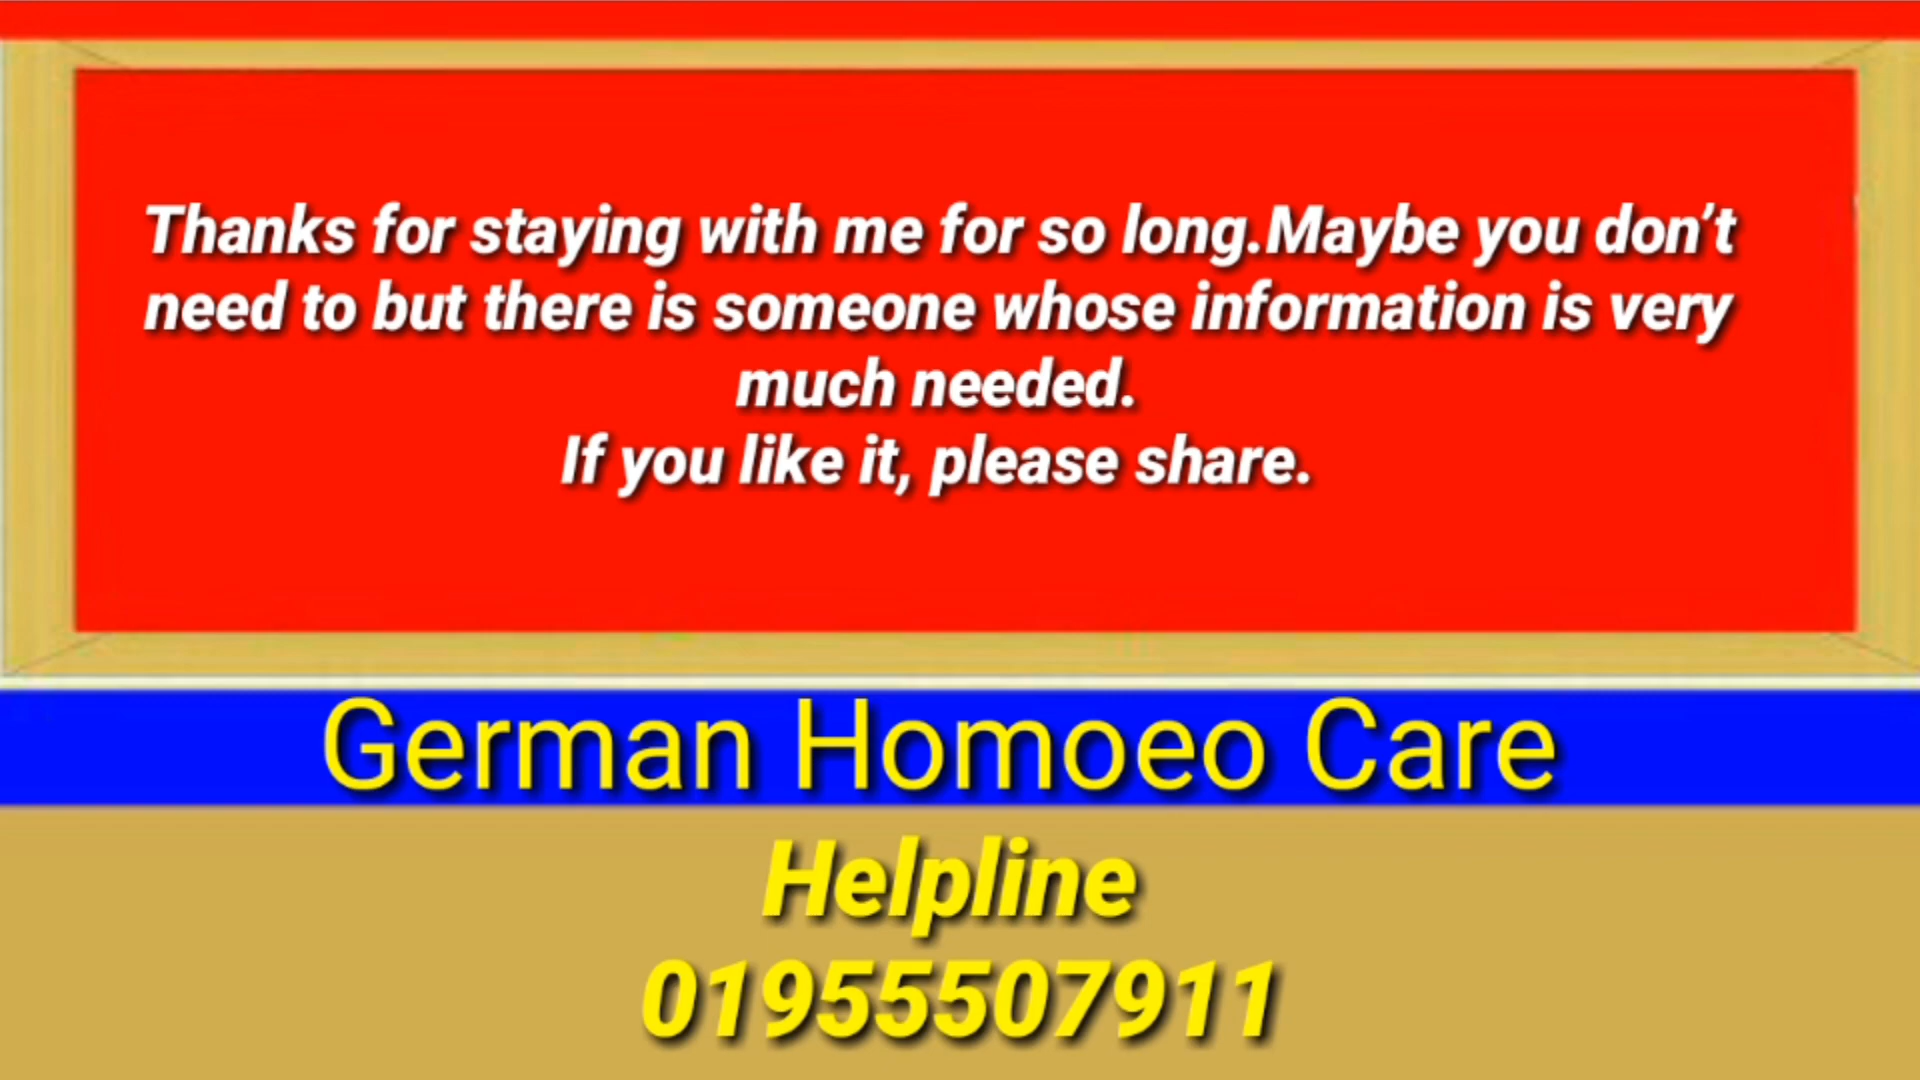 Thanks for staying with me for so long.Maybe you don’t
need to but there is someone whose information is very
much needed.
If you like it, please share.
German Homoeo Care
Helpline
01955507911